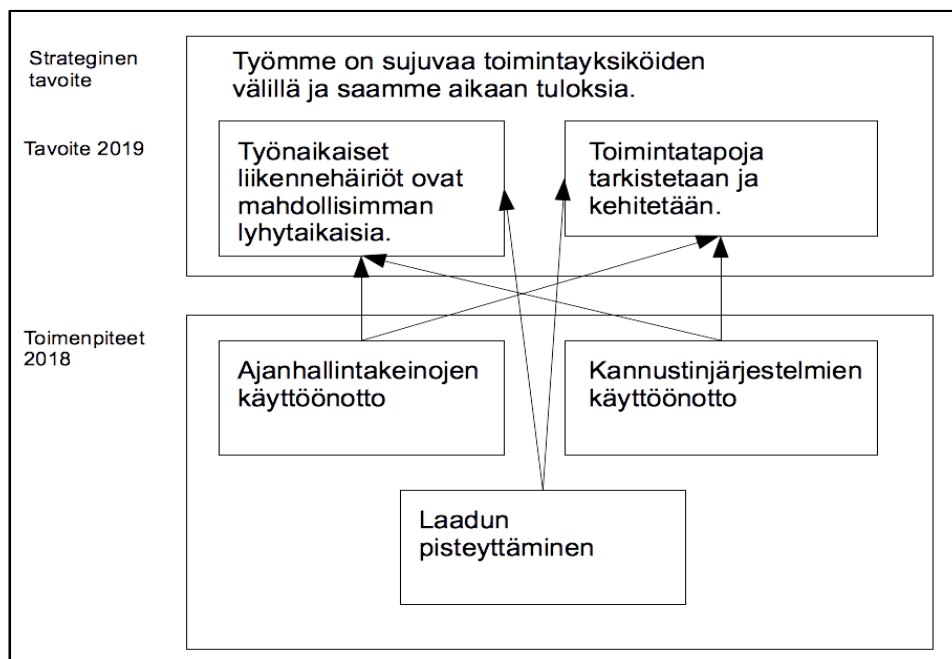 Strateginen
tavoite
Työmme on sujuvaa toimintayksiköiden
välillä ja saamme aikaan tuloksia.
Tavoite 2019
Työnaikaiset
liikennehäiriöt ovat
mahdollisimman
lyhytaikaisia.
Toimintatapoja
tarkistetaan ja
kehitetään.
Toimenpiteet
2018
Ajanhallintakeinojen
käyttöönotto
Kannustinjärjestelmien
käyttöönotto
Laadun
pisteyttäminen